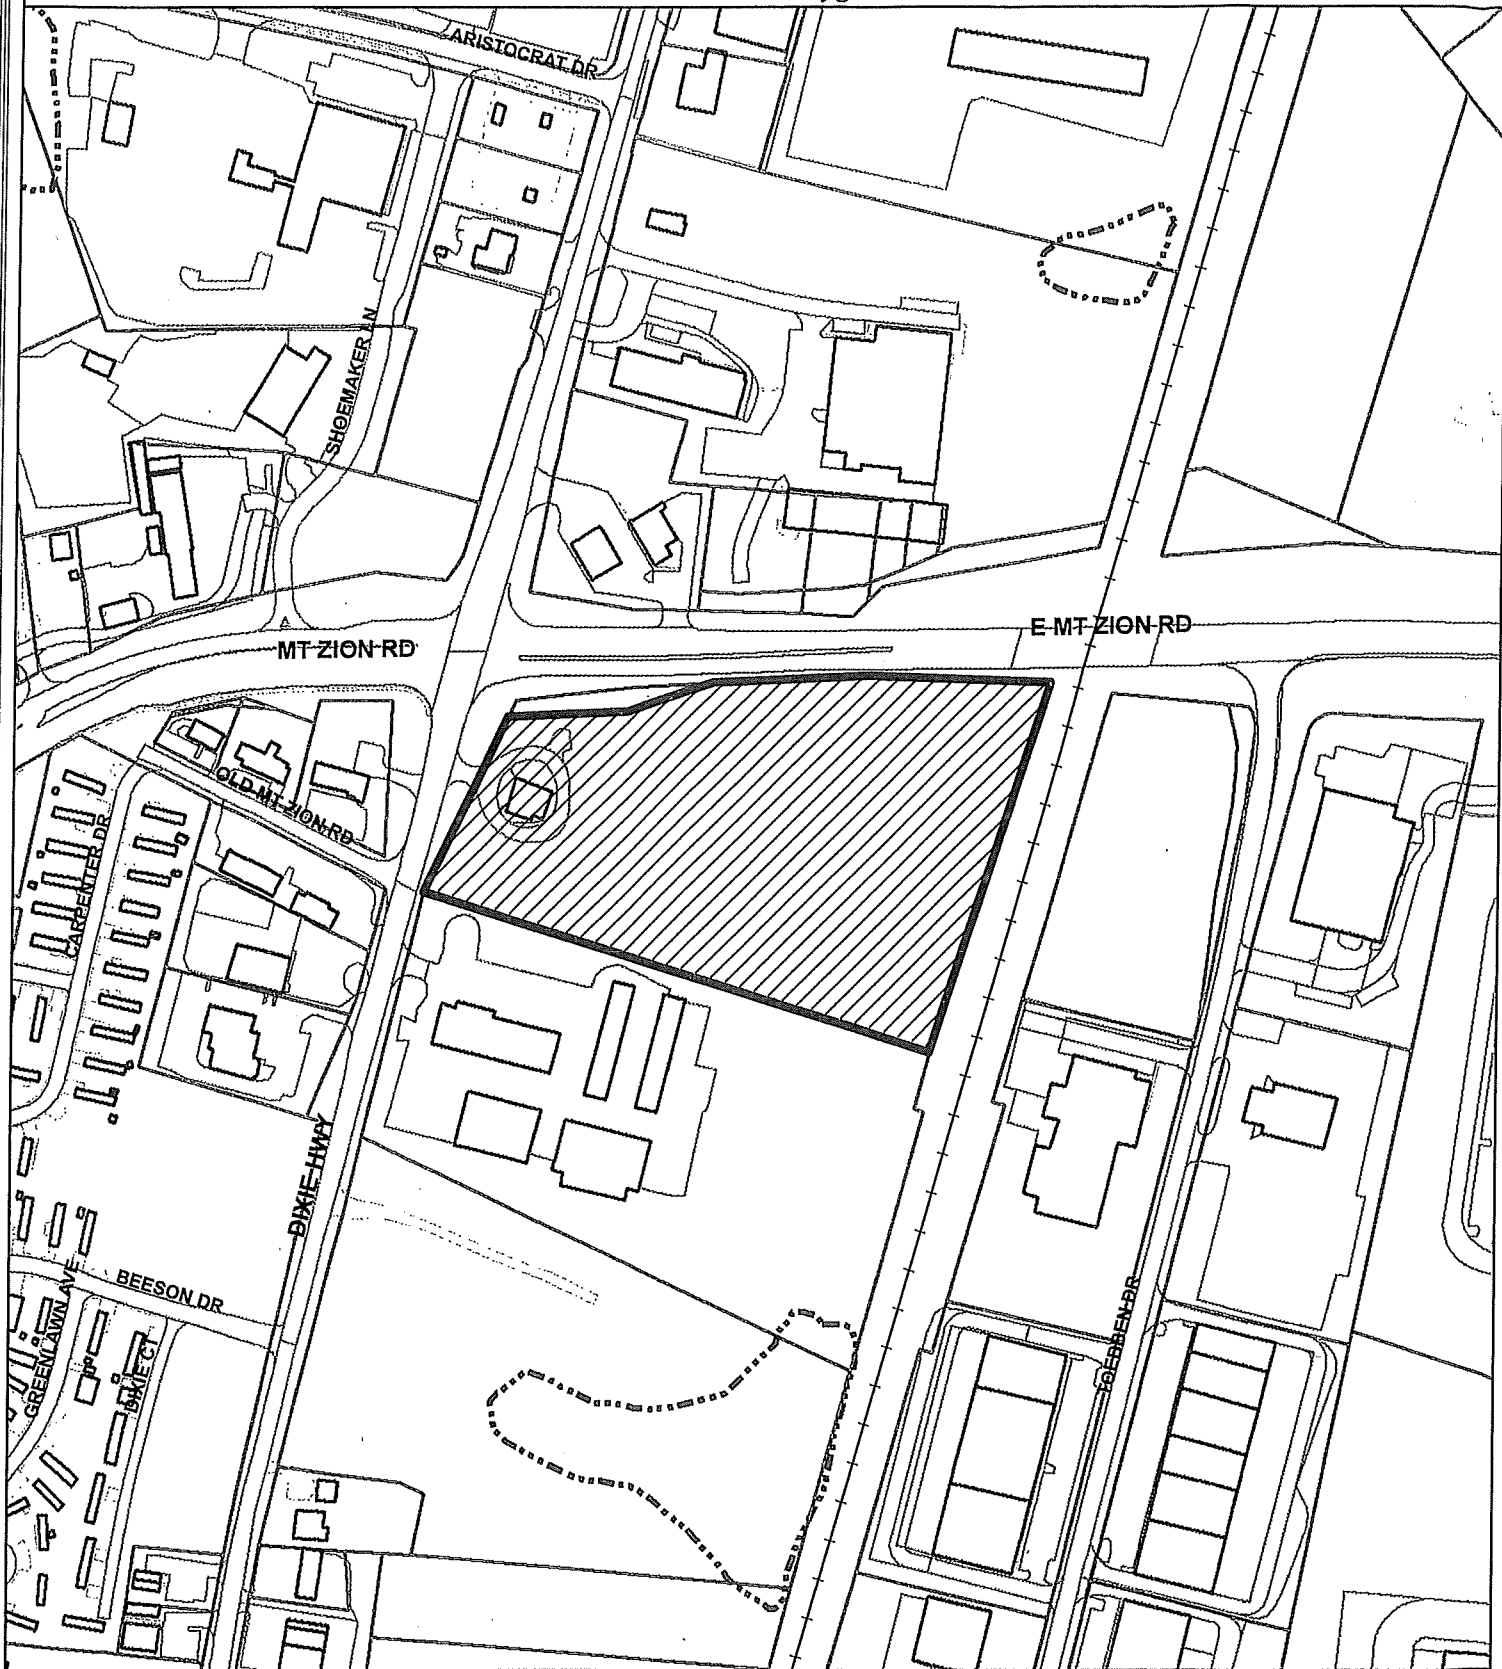 ARISTOCRAT DR
SHOEMAKER LN
E MT ZION RD
MT ZION RD
OLD MT ZION RD
CARPENTER DR
DIXIE HWY
BEESON DR
GREENLAWN AVE
DIXIE CT
TOEBBEN DR